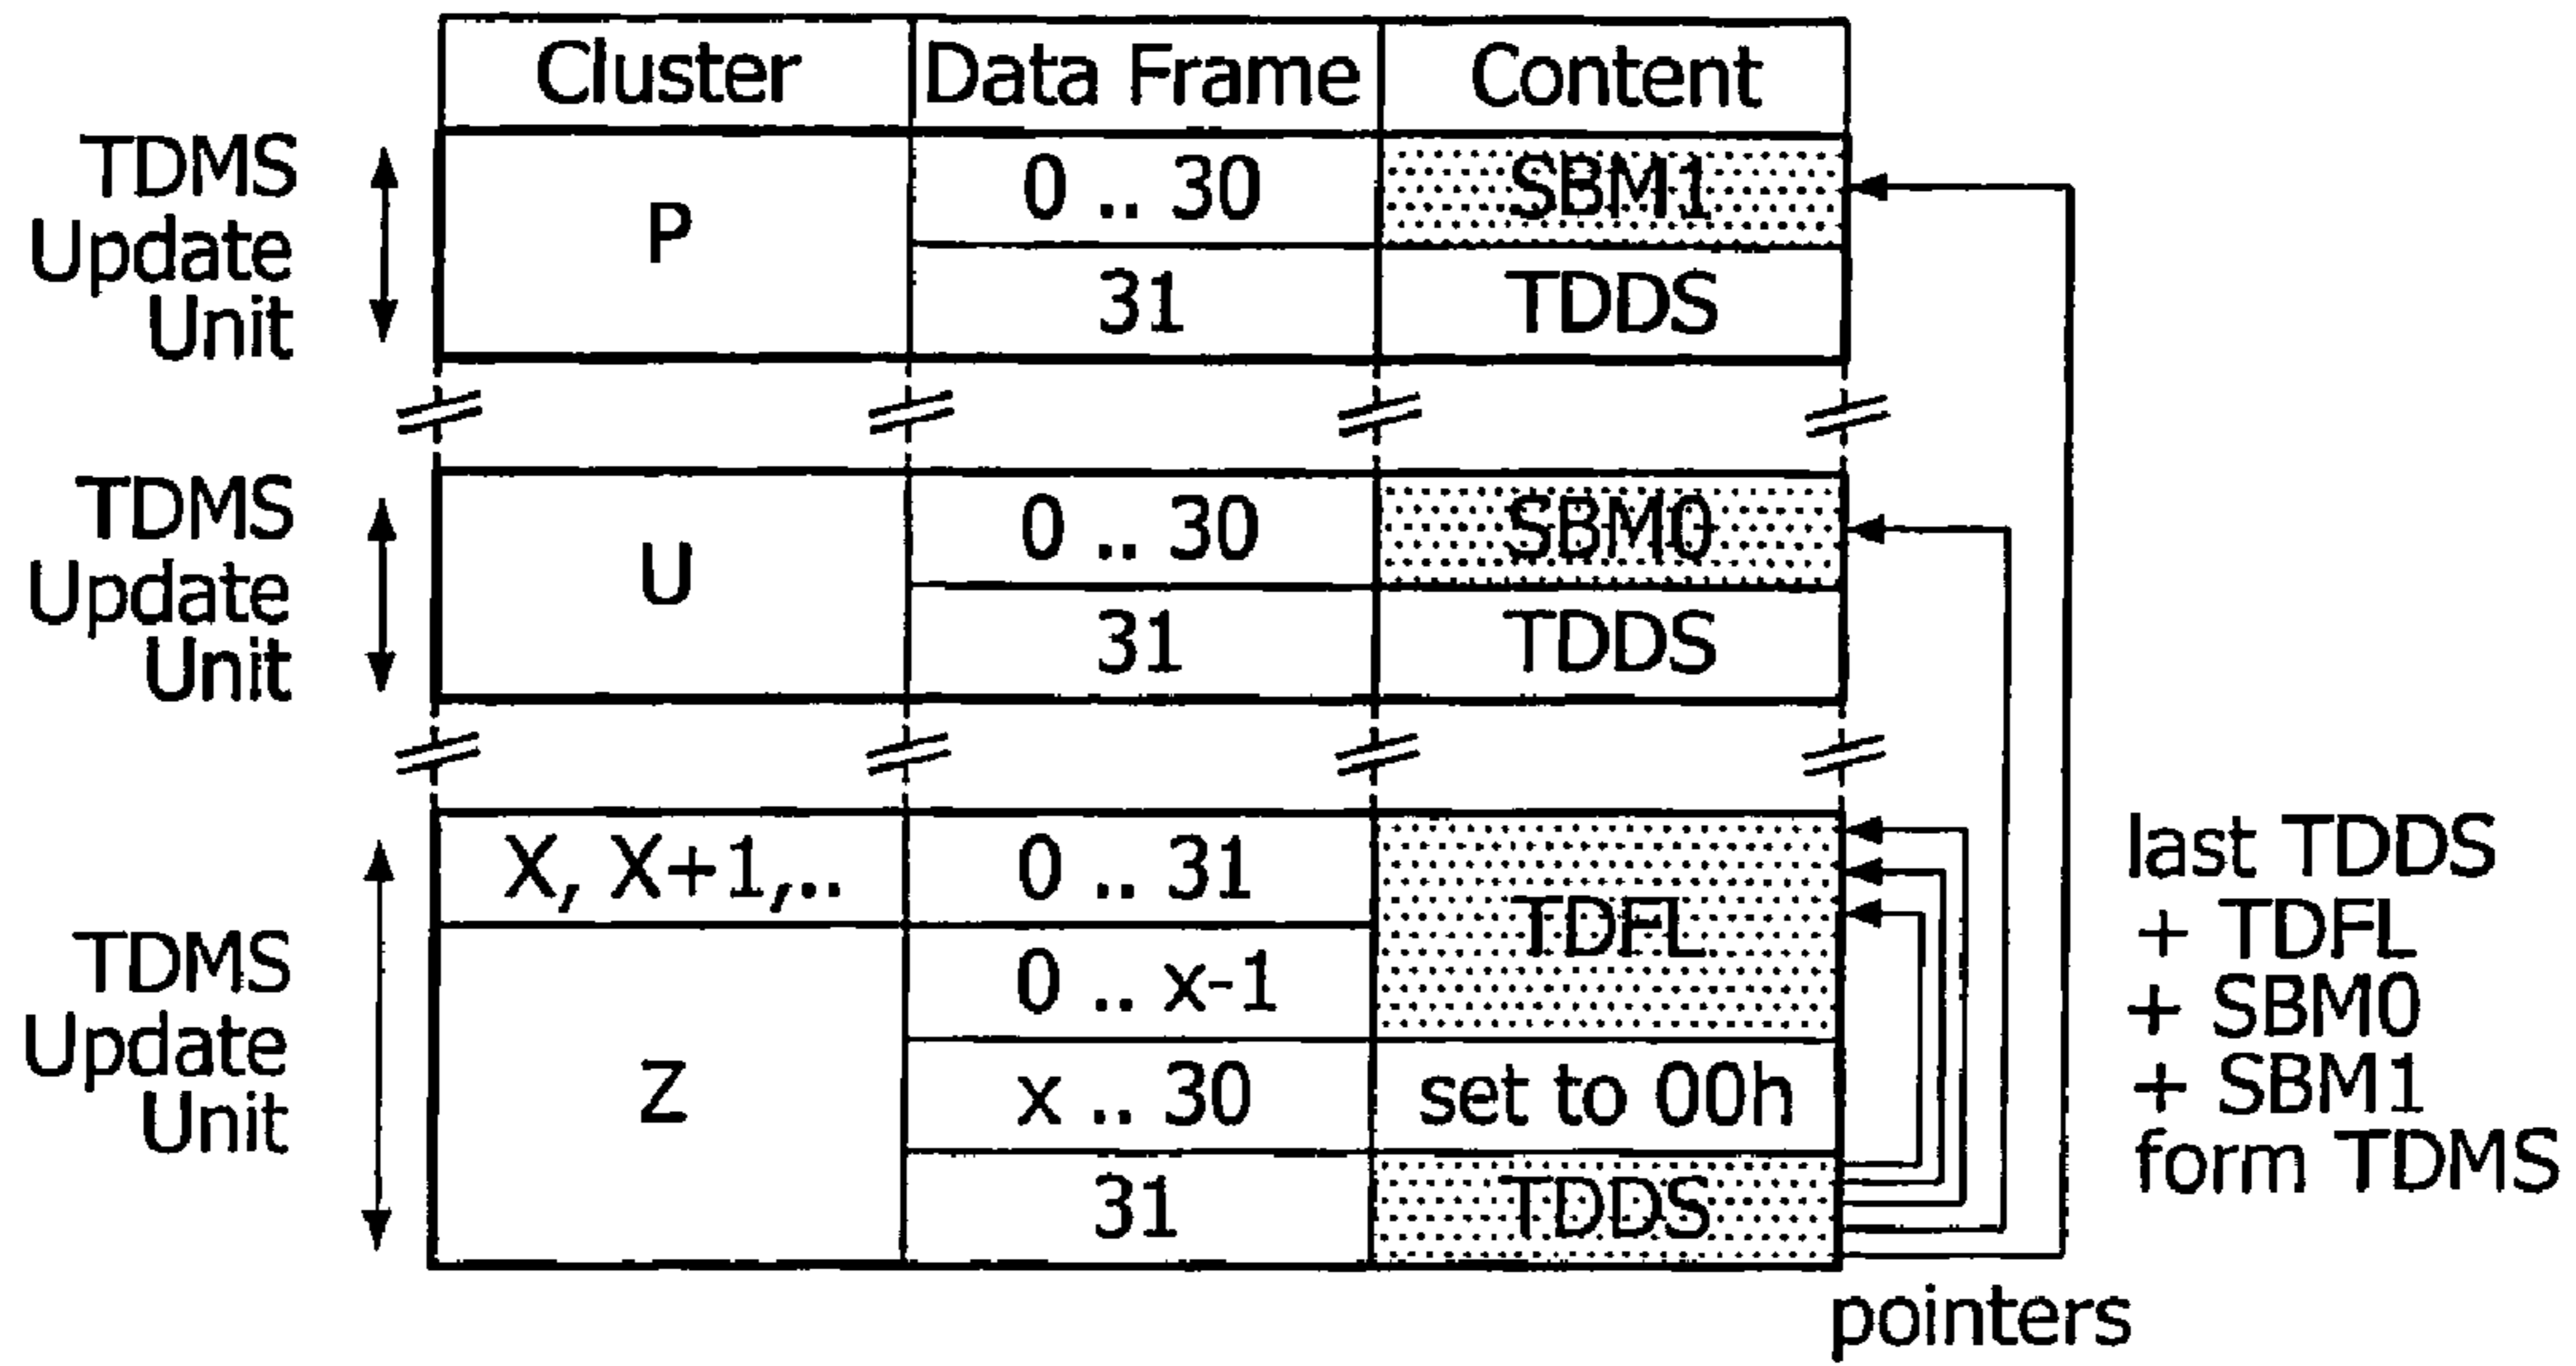 Cluster Data Frame Content
TDMS
Update
Unit
P
0 .. 30 SBM1
31 TDDS
TDMS
Update
Unit
U
0 .. 30 SBM0
31 TDDS
TDMS
Update
Unit
X, X+1,.. 0 .. 31
TDFL
Z
0 .. x-1
x .. 30 set to 00h
31 TDDS
last TDDS
+ TDFL
+ SBM0
+ SBM1
form TDMS
pointers